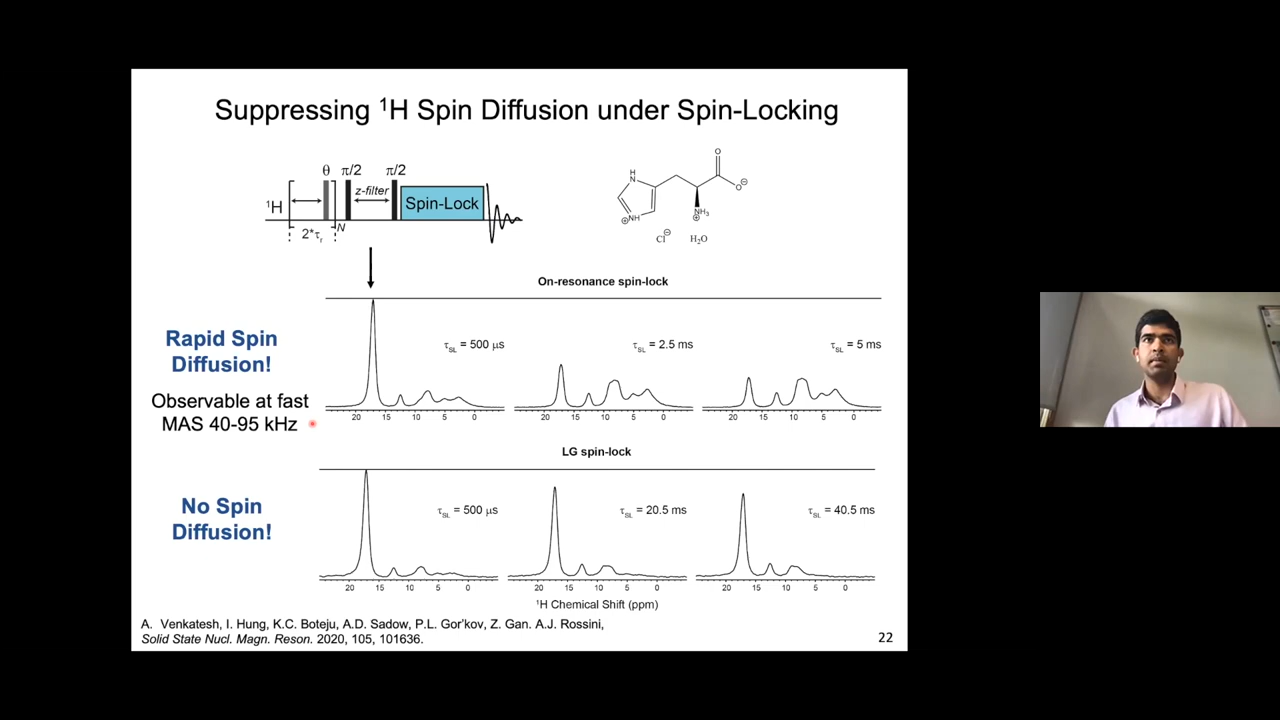 Suppressing ¹H Spin Diffusion under Spin-Locking
θ π/2 π/2
z-filter
¹H
Spin-Lock
2*τr
N
O
H
N
O⊖
NH
⊕
NH₃
⊕
Cl⊖ H₂O
On-resonance spin-lock
Rapid Spin
Diffusion!
Observable at fast
MAS 40-95 kHz
τSL = 500 μs
τSL = 2.5 ms
τSL = 5 ms
20 15 10 5 0
20 15 10 5 0
20 15 10 5 0
LG spin-lock
No Spin
Diffusion!
τSL = 500 μs
τSL = 20.5 ms
τSL = 40.5 ms
20 15 10 5 0
20 15 10 5 0
20 15 10 5 0
¹H Chemical Shift (ppm)
A. Venkatesh, I. Hung, K.C. Boteju, A.D. Sadow, P.L. Gor'kov, Z. Gan. A.J. Rossini,
Solid State Nucl. Magn. Reson. 2020, 105, 101636.
22